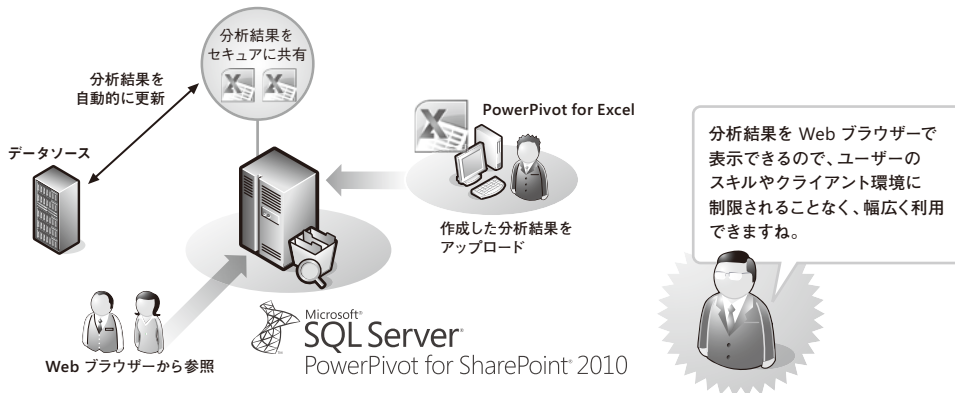 分析結果を
セキュアに共有
分析結果を
自動的に更新
データソース
PowerPivot for Excel
作成した分析結果を
アップロード
Web ブラウザーから参照
Microsoft®
SQL Server®
PowerPivot for SharePoint® 2010
分析結果を Web ブラウザーで
表示できるので、ユーザーの
スキルやクライアント環境に
制限されることなく、幅広く利用
できますね。